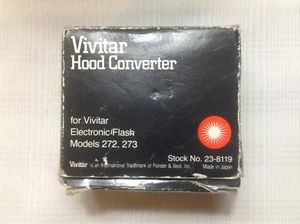 Vivitar
Hood Converter
for Vivitar
Electronic Flash
Models 272, 273
Stock No. 23-8119
Vivitar is an International Trademark of Ponder & Best, Inc. Made in Japan